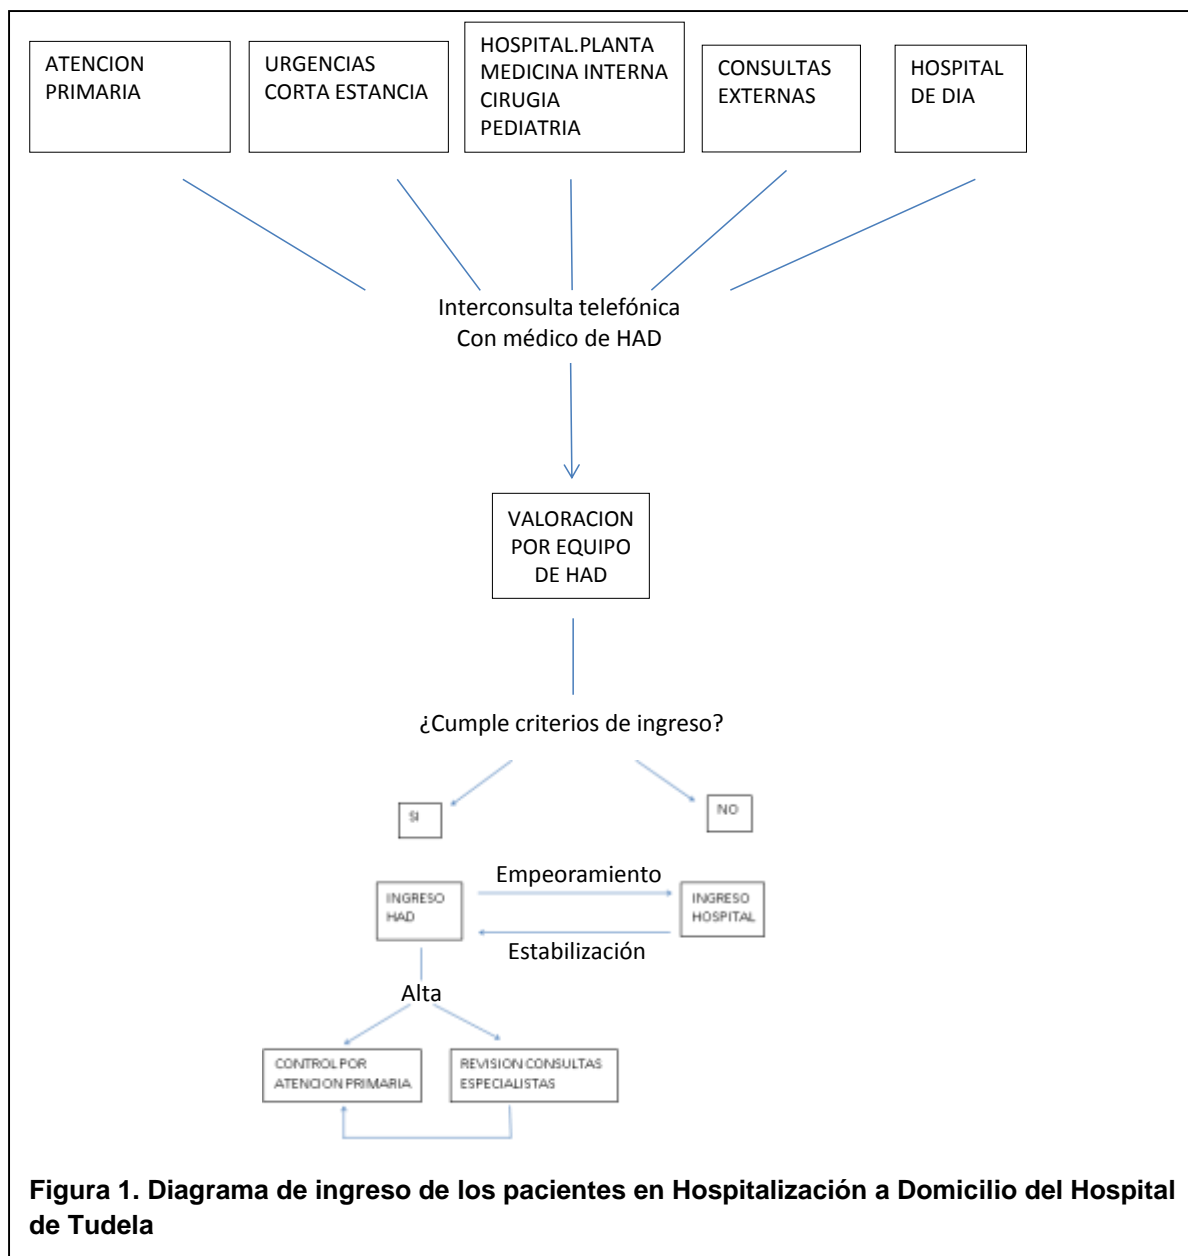 ATENCION
PRIMARIA
URGENCIAS
CORTA ESTANCIA
HOSPITAL.PLANTA
MEDICINA INTERNA
CIRUGIA
PEDIATRIA
CONSULTAS
EXTERNAS
HOSPITAL
DE DIA
Interconsulta telefónica
Con médico de HAD
VALORACION
POR EQUIPO
DE HAD
¿Cumple criterios de ingreso?
SI
NO
Empeoramiento
INGRESO
HAD
INGRESO
HOSPITAL
Estabilización
Alta
CONTROL POR
ATENCION PRIMARIA
REVISION CONSULTAS
ESPECIALISTAS
Figura 1. Diagrama de ingreso de los pacientes en Hospitalización a Domicilio del Hospital
de Tudela